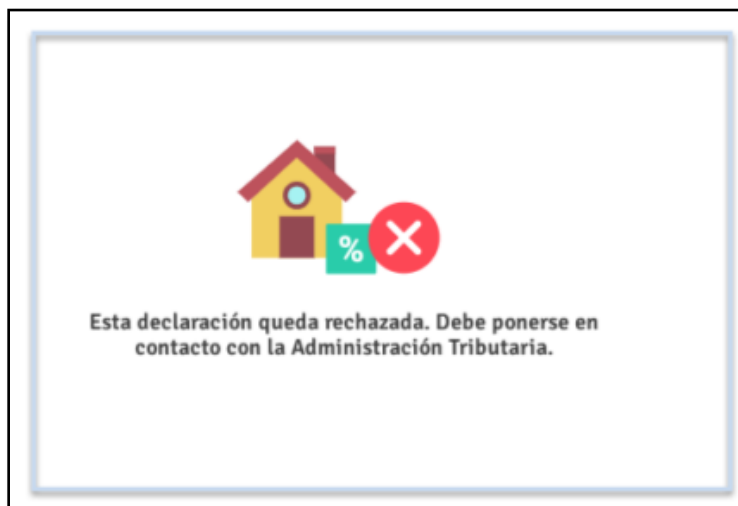 %
Esta declaración queda rechazada. Debe ponerse en
contacto con la Administración Tributaria.